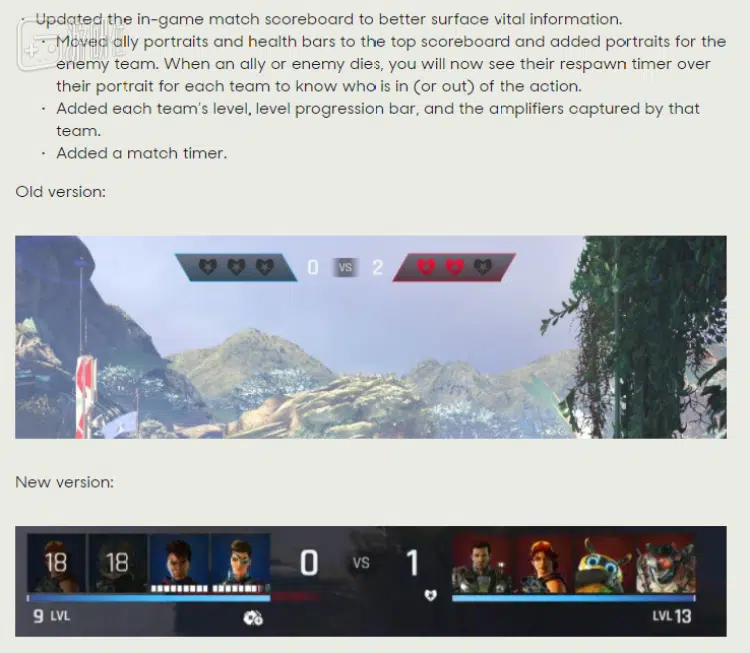 · Updated the in-game match scoreboard to better surface vital information.
· Moved ally portraits and health bars to the top scoreboard and added portraits for the
enemy team. When an ally or enemy dies, you will now see their respawn timer over
their portrait for each team to know who is in (or out) of the action.
· Added each team's level, level progression bar, and the amplifiers captured by that
team.
· Added a match timer.
Old version:
0 VS 2
New version:
18 18 0 VS 1
9 LVL LVL 13